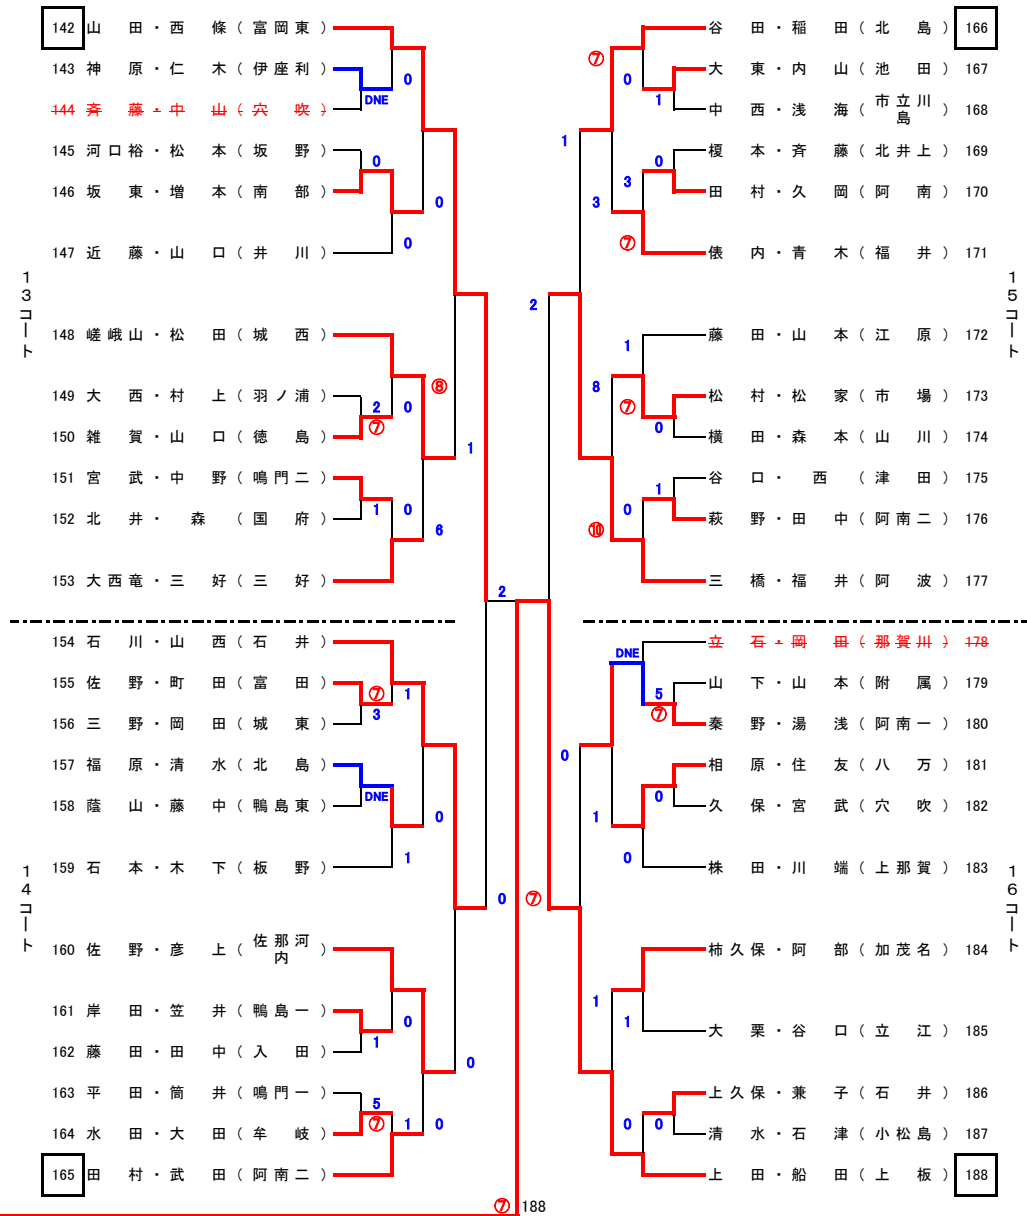 142 山田・西條（富岡東）
143 神原・仁木（伊座利）
144 斉藤・中山（穴吹）
145 河口裕・松本（坂野）
146 坂東・増本（南部）
147 近藤・山口（井川）
148 嵯峨山・松田（城西）
149 大西・村上（羽ノ浦）
150 雑賀・山口（徳島）
151 宮武・中野（鳴門二）
152 北井・森（国府）
153 大西竜・三好（三好）
154 石川・山西（石井）
155 佐野・町田（富田）
156 三野・岡田（城東）
157 福原・清水（北島）
158 蔭山・藤中（鴨島東）
159 石本・木下（板野）
160 佐野・彦上（佐那河内）
161 岸田・笠井（鴨島一）
162 藤田・田中（入田）
163 平田・筒井（鳴門一）
164 水田・大田（牟岐）
165 田村・武田（阿南二）
13コート
14コート
0
DNE
0
0
0
⑧
2
0
⑦
1
1
0
6
2
⑦
1
3
DNE
0
1
0
0
1
0
5
⑦
1
0
⑦ 188
谷田・稲田（北島） 166
大東・内山（池田） 167
中西・浅海（市立川島） 168
榎本・斉藤（北井上） 169
田村・久岡（阿南） 170
俵内・青木（福井） 171
藤田・山本（江原） 172
松村・松家（市場） 173
横田・森本（山川） 174
谷口・西（津田） 175
萩野・田中（阿南二） 176
三橋・福井（阿波） 177
立石・岡田（那賀川） 178
山下・山本（附属） 179
秦野・湯浅（阿南一） 180
相原・住友（八万） 181
久保・宮武（穴吹） 182
株田・川端（上那賀） 183
柿久保・阿部（加茂名） 184
大栗・谷口（立江） 185
上久保・兼子（石井） 186
清水・石津（小松島） 187
上田・船田（上板） 188
15コート
16コート
⑦
0
1
1
0
3
3
⑦
2
1
8
⑦
0
1
0
⑩
DNE
5
⑦
0
0
1
0
⑦
1
1
0
0